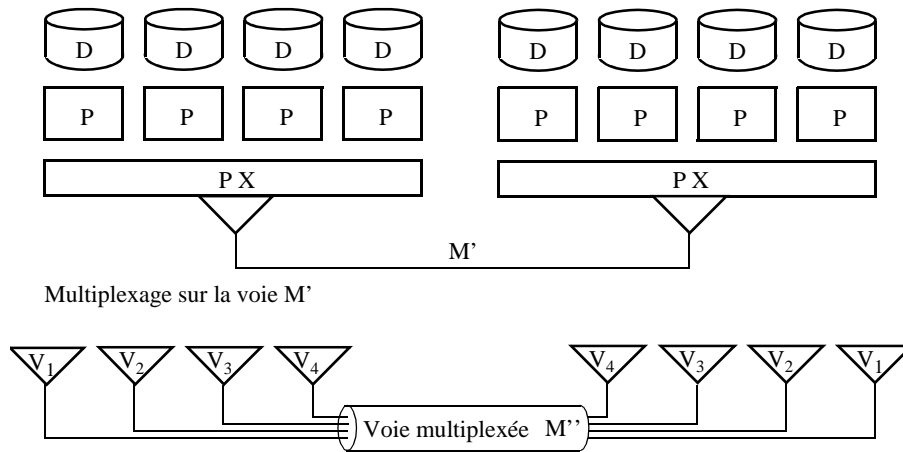 D D D D D D D D
P P P P P P P P
P X P X
M’
Multiplexage sur la voie M’
V1 V2 V3 V4 V4 V3 V2 V1
Voie multiplexée M’’